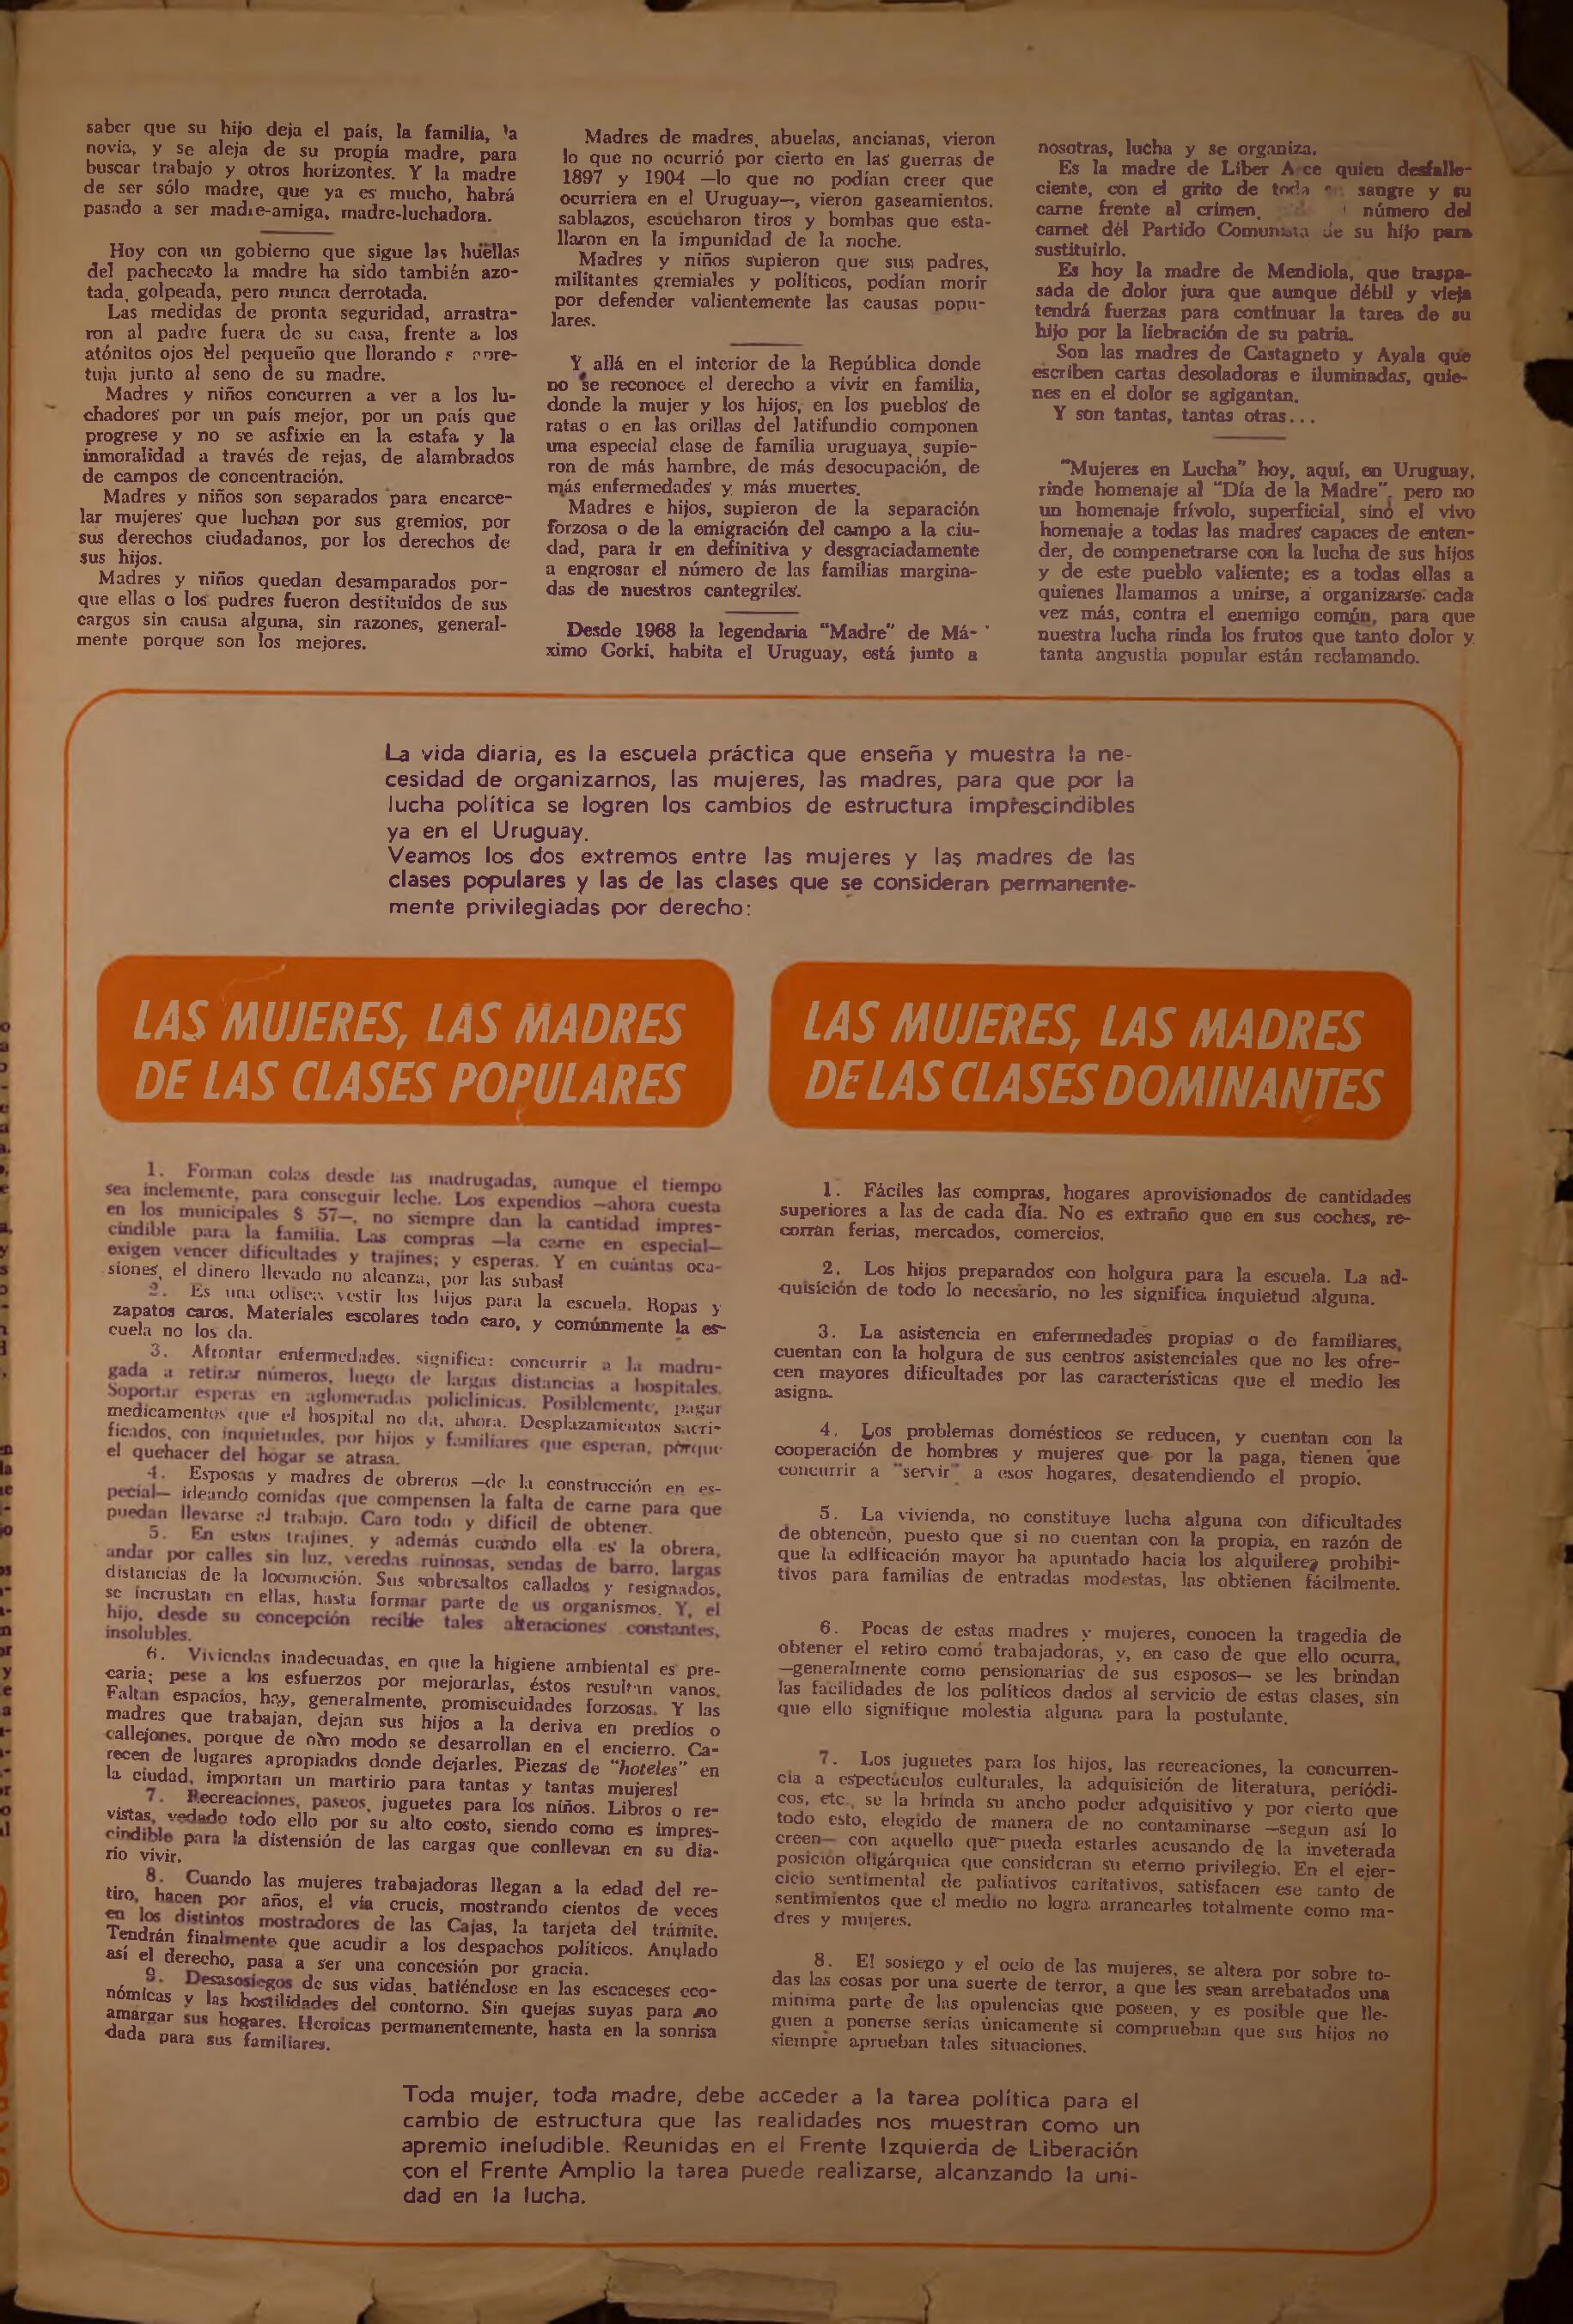 saber que su hijo deja el país, la familia, la
novia, y se aleja de su propia madre, para
buscar trabajo y otros horizontes. Y la madre
de ser sólo madre, que ya es mucho, habrá
pasado a ser madre-amiga, madre-luchadora.
Hoy con un gobierno que sigue las huellas
del pachecato la madre ha sido también azo-
tada, golpeada, pero nunca derrotada.
Las medidas de pronta seguridad, arrastra-
ron al padre fuera de su casa, frente a los
atónitos ojos del pequeño que llorando
tuja junto al seno de su madre.
Madres y niños concurren a ver a los lu-
chadores por un país mejor, por un país que
progrese y no se asfixie en la estafa y la
inmoralidad a través de rejas, de alambrados
de campos de concentración.
Madres y niños son separados para encarce-
lar mujeres que luchan por sus gremios, por
sus derechos ciudadanos, por los derechos de
sus hijos.
Madres y niños quedan desamparados por-
que ellas o los padres fueron destituidos de sus
cargos sin causa alguna, sin razones, general-
mente porque son los mejores.
Madres de madres, abuelas, ancianas, vieron
lo que no ocurrió por cierto en las guerras de
1897 y 1904 —lo que no podían creer que
ocurriera en el Uruguay—, vieron gaseamientos,
sablazos, escucharon tiros y bombas que esta-
llaron en la impunidad de la noche.
Madres y niños supieron que sus padres,
militantes gremiales y políticos, podían morir
por defender valientemente las causas popu-
lares.
Y allá en el interior de la República donde
no se reconoce el derecho a vivir en familia,
donde la mujer y los hijos, en los pueblos de
ratas o en las orillas del latifundio componen
una especial clase de familia uruguaya, supie-
ron de más hambre, de más desocupación, de
más enfermedades y más muertes.
Madres e hijos, supieron de la separación
forzosa o de la emigración del campo a la ciu-
dad, para ir en definitiva y desgraciadamente
a engrosar el número de las familias margina-
das de nuestros cantegriles.
Desde 1968 la legendaria "Madre" de Má-
ximo Gorki, habita el Uruguay, está junto a
nosotras, lucha y se organiza.
Es la madre de Liber Arce quien desfalle-
ciente, con el grito de toda su sangre y su
carne frente al crimen, número del
carnet del Partido Comunista de su hijo para
sustituirlo.
Es hoy la madre de Mendiola, que traspa-
sada de dolor jura que aunque débil y vieja
tendrá fuerzas para continuar la tarea de su
hijo por la liebración de su patria.
Son las madres de Castagneto y Ayala que
escriben cartas desoladoras e iluminadas, quie-
nes en el dolor se agigantan.
Y son tantas, tantas otras...
"Mujeres en Lucha" hoy, aquí, en Uruguay,
rinde homenaje al "Día de la Madre", pero no
un homenaje frívolo, superficial, sinó el vivo
homenaje a todas las madres capaces de enten-
der, de compenetrarse con la lucha de sus hijos
y de este pueblo valiente; es a todas ellas a
quienes llamamos a unirse, a organizarse cada
vez más, contra el enemigo común, para que
nuestra lucha rinda los frutos que tanto dolor y
tanta angustia popular están reclamando.
La vida diaria, es la escuela práctica que enseña y muestra la ne-
cesidad de organizarnos, las mujeres, las madres, para que por la
lucha política se logren los cambios de estructura imprescindibles
ya en el Uruguay.
Veamos los dos extremos entre las mujeres y las madres de las
clases populares y las de las clases que se consideran permanente-
mente privilegiadas por derecho:
LAS MUJERES, LAS MADRES
DE LAS CLASES POPULARES
1. Forman colas desde las madrugadas, aunque el tiempo
sea inclemente, para conseguir leche. Los expendios —ahora cuesta
en los municipales $ 57—, no siempre dan la cantidad impres-
cindible para la familia. Las compras —la carne en especial—
exigen vencer dificultades y trajines; y esperas. Y en cuántas oca-
siones, el dinero llevado no alcanza, por las subas!
2. Es una odisea vestir los hijos para la escuela. Ropas y
zapatos caros. Materiales escolares todo caro, y comúnmente la es-
cuela no los da.
3. Afrontar enfermedades, significa: concurrir a la madru-
gada a retirar números, luego de largas distancias a hospitales.
Soportar esperas en aglomeradas policlínicas. Posiblemente, pagar
medicamentos que el hospital no da, ahora. Desplazamientos sacri-
ficados, con inquietudes, por hijos y familiares que esperan, porque
el quehacer del hogar se atrasa.
4. Esposas y madres de obreros —de la construcción en es-
pecial— ideando comidas que compensen la falta de carne para que
puedan llevarse al trabajo. Caro todo y difícil de obtener.
5. En estos trajines, y además cuando ella es la obrera,
andar por calles sin luz, veredas ruinosas, sendas de barro, largas
distancias de la locomoción. Sus sobresaltos callados y resignados,
se incrustan en ellas, hasta formar parte de us organismos. Y, el
hijo, desde su concepción recibe tales alteraciones constantes,
insolubles.
6. Viviendas inadecuadas, en que la higiene ambiental es pre-
caria; pese a los esfuerzos por mejorarlas, éstos resultan vanos.
Faltan espacios, hay, generalmente, promiscuidades forzosas. Y las
madres que trabajan, dejan sus hijos a la deriva en predios o
callejones, porque de otro modo se desarrollan en el encierro. Ca-
recen de lugares apropiados donde dejarles. Piezas de "hoteles" en
la ciudad, importan un martirio para tantas y tantas mujeres!
7. Recreaciones, paseos, juguetes para los niños. Libros o re-
vistas, vedado todo ello por su alto costo, siendo como es impres-
cindible para la distensión de las cargas que conllevan en su dia-
rio vivir.
8. Cuando las mujeres trabajadoras llegan a la edad del re-
tiro, hacen por años, el vía crucis, mostrando cientos de veces
en los distintos mostradores de las Cajas, la tarjeta del trámite.
Tendrán finalmente que acudir a los despachos políticos. Anulado
así el derecho, pasa a ser una concesión por gracia.
9. Desasosiegos de sus vidas, batiéndose en las escaceses eco-
nómicas y las hostilidades del contorno. Sin quejas suyas para no
amargar sus hogares. Heroicas permanentemente, hasta en la sonrisa
dada para sus familiares.
LAS MUJERES, LAS MADRES
DE LAS CLASES DOMINANTES
1. Fáciles las compras, hogares aprovisionados de cantidades
superiores a las de cada día. No es extraño que en sus coches, re-
corran ferias, mercados, comercios.
2. Los hijos preparados con holgura para la escuela. La ad-
quisición de todo lo necesario, no les significa inquietud alguna.
3. La asistencia en enfermedades propias o de familiares,
cuentan con la holgura de sus centros asistenciales que no les ofre-
cen mayores dificultades por las características que el medio les
asigna.
4. Los problemas domésticos se reducen, y cuentan con la
cooperación de hombres y mujeres que por la paga, tienen que
concurrir a "servir" a esos hogares, desatendiendo el propio.
5. La vivienda, no constituye lucha alguna con dificultades
de obtencón, puesto que si no cuentan con la propia, en razón de
que la edificación mayor ha apuntado hacia los alquileres prohibi-
tivos para familias de entradas modestas, las obtienen fácilmente.
6. Pocas de estas madres y mujeres, conocen la tragedia de
obtener el retiro como trabajadoras, y, en caso de que ello ocurra,
—generalmente como pensionarias de sus esposos— se les brindan
las facilidades de los políticos dados al servicio de estas clases, sin
que ello signifique molestia alguna para la postulante.
7. Los juguetes para los hijos, las recreaciones, la concurren-
cia a espectáculos culturales, la adquisición de literatura, periódi-
cos, etc., se la brinda su ancho poder adquisitivo y por cierto que
todo esto, elegido de manera de no contaminarse —segun así lo
creen— con aquello que pueda estarles acusando de la inveterada
posición oligárquica que consideran su eterno privilegio. En el ejer-
cicio sentimental de paliativos caritativos, satisfacen ese tanto de
sentimientos que el medio no logra arrancarles totalmente como ma-
dres y mujeres.
8. El sosiego y el ocio de las mujeres, se altera por sobre to-
das las cosas por una suerte de terror, a que les sean arrebatados una
mínima parte de las opulencias que poseen, y es posible que lle-
guen a ponerse serias únicamente si comprueban que sus hijos no
siempre aprueban tales situaciones.
Toda mujer, toda madre, debe acceder a la tarea política para el
cambio de estructura que las realidades nos muestran como un
apremio ineludible. Reunidas en el Frente Izquierda de Liberación
con el Frente Amplio la tarea puede realizarse, alcanzando la uni-
dad en la lucha.